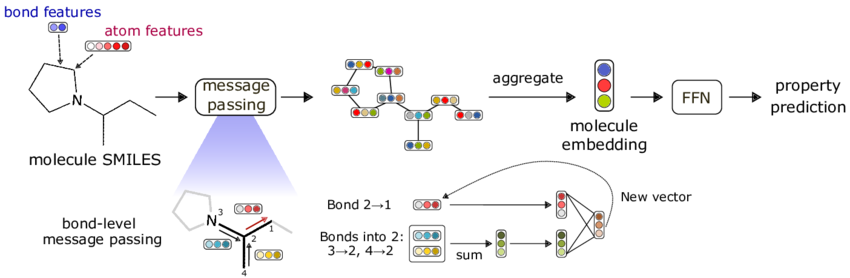 bond features
atom features
N
molecule SMILES
message
passing
aggregate
molecule
embedding
FFN
property
prediction
bond-level
message passing
N
3
1
2
4
Bond 2→1
Bonds into 2:
3→2, 4→2
sum
New vector